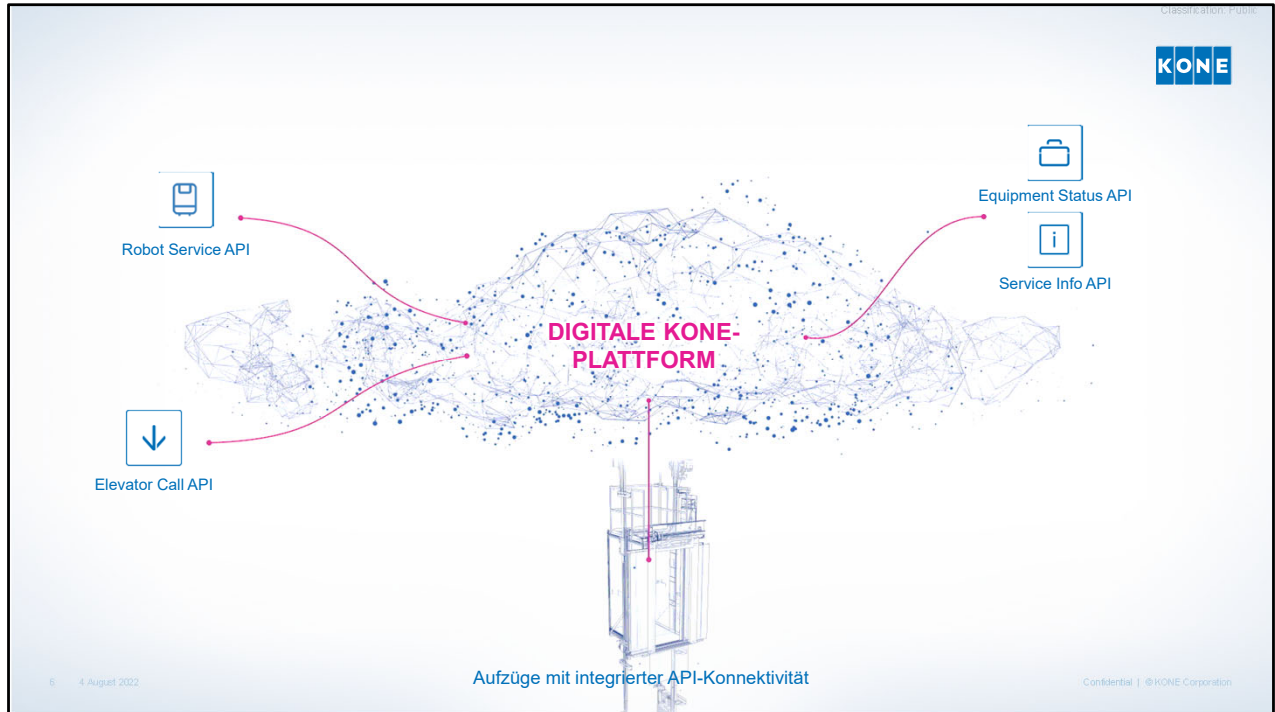 Classification: Public
KONE
Equipment Status API
Robot Service API
Service Info API
DIGITALE KONE-
PLATTFORM
Elevator Call API
Aufzüge mit integrierter API-Konnektivität
6 4 August 2022
Confidential | © KONE Corporation